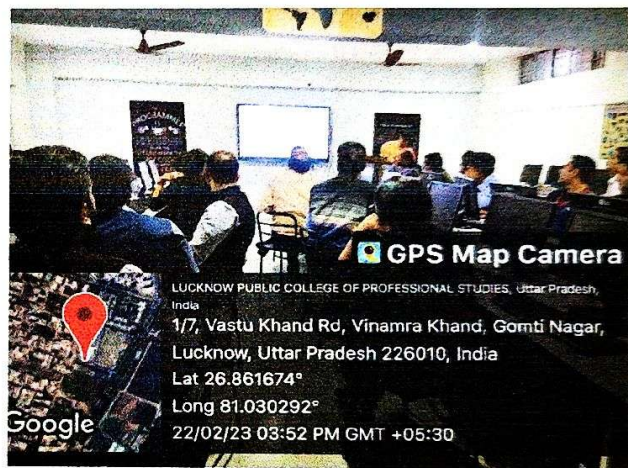 GPS Map Camera
LUCKNOW PUBLIC COLLEGE OF PROFESSIONAL STUDIES, Uttar Pradesh,
India
1/7, Vastu Khand Rd, Vinamra Khand, Gomti Nagar,
Lucknow, Uttar Pradesh 226010, India
Lat 26.861674°
Long 81.030292°
22/02/23 03:52 PM GMT +05:30
Google